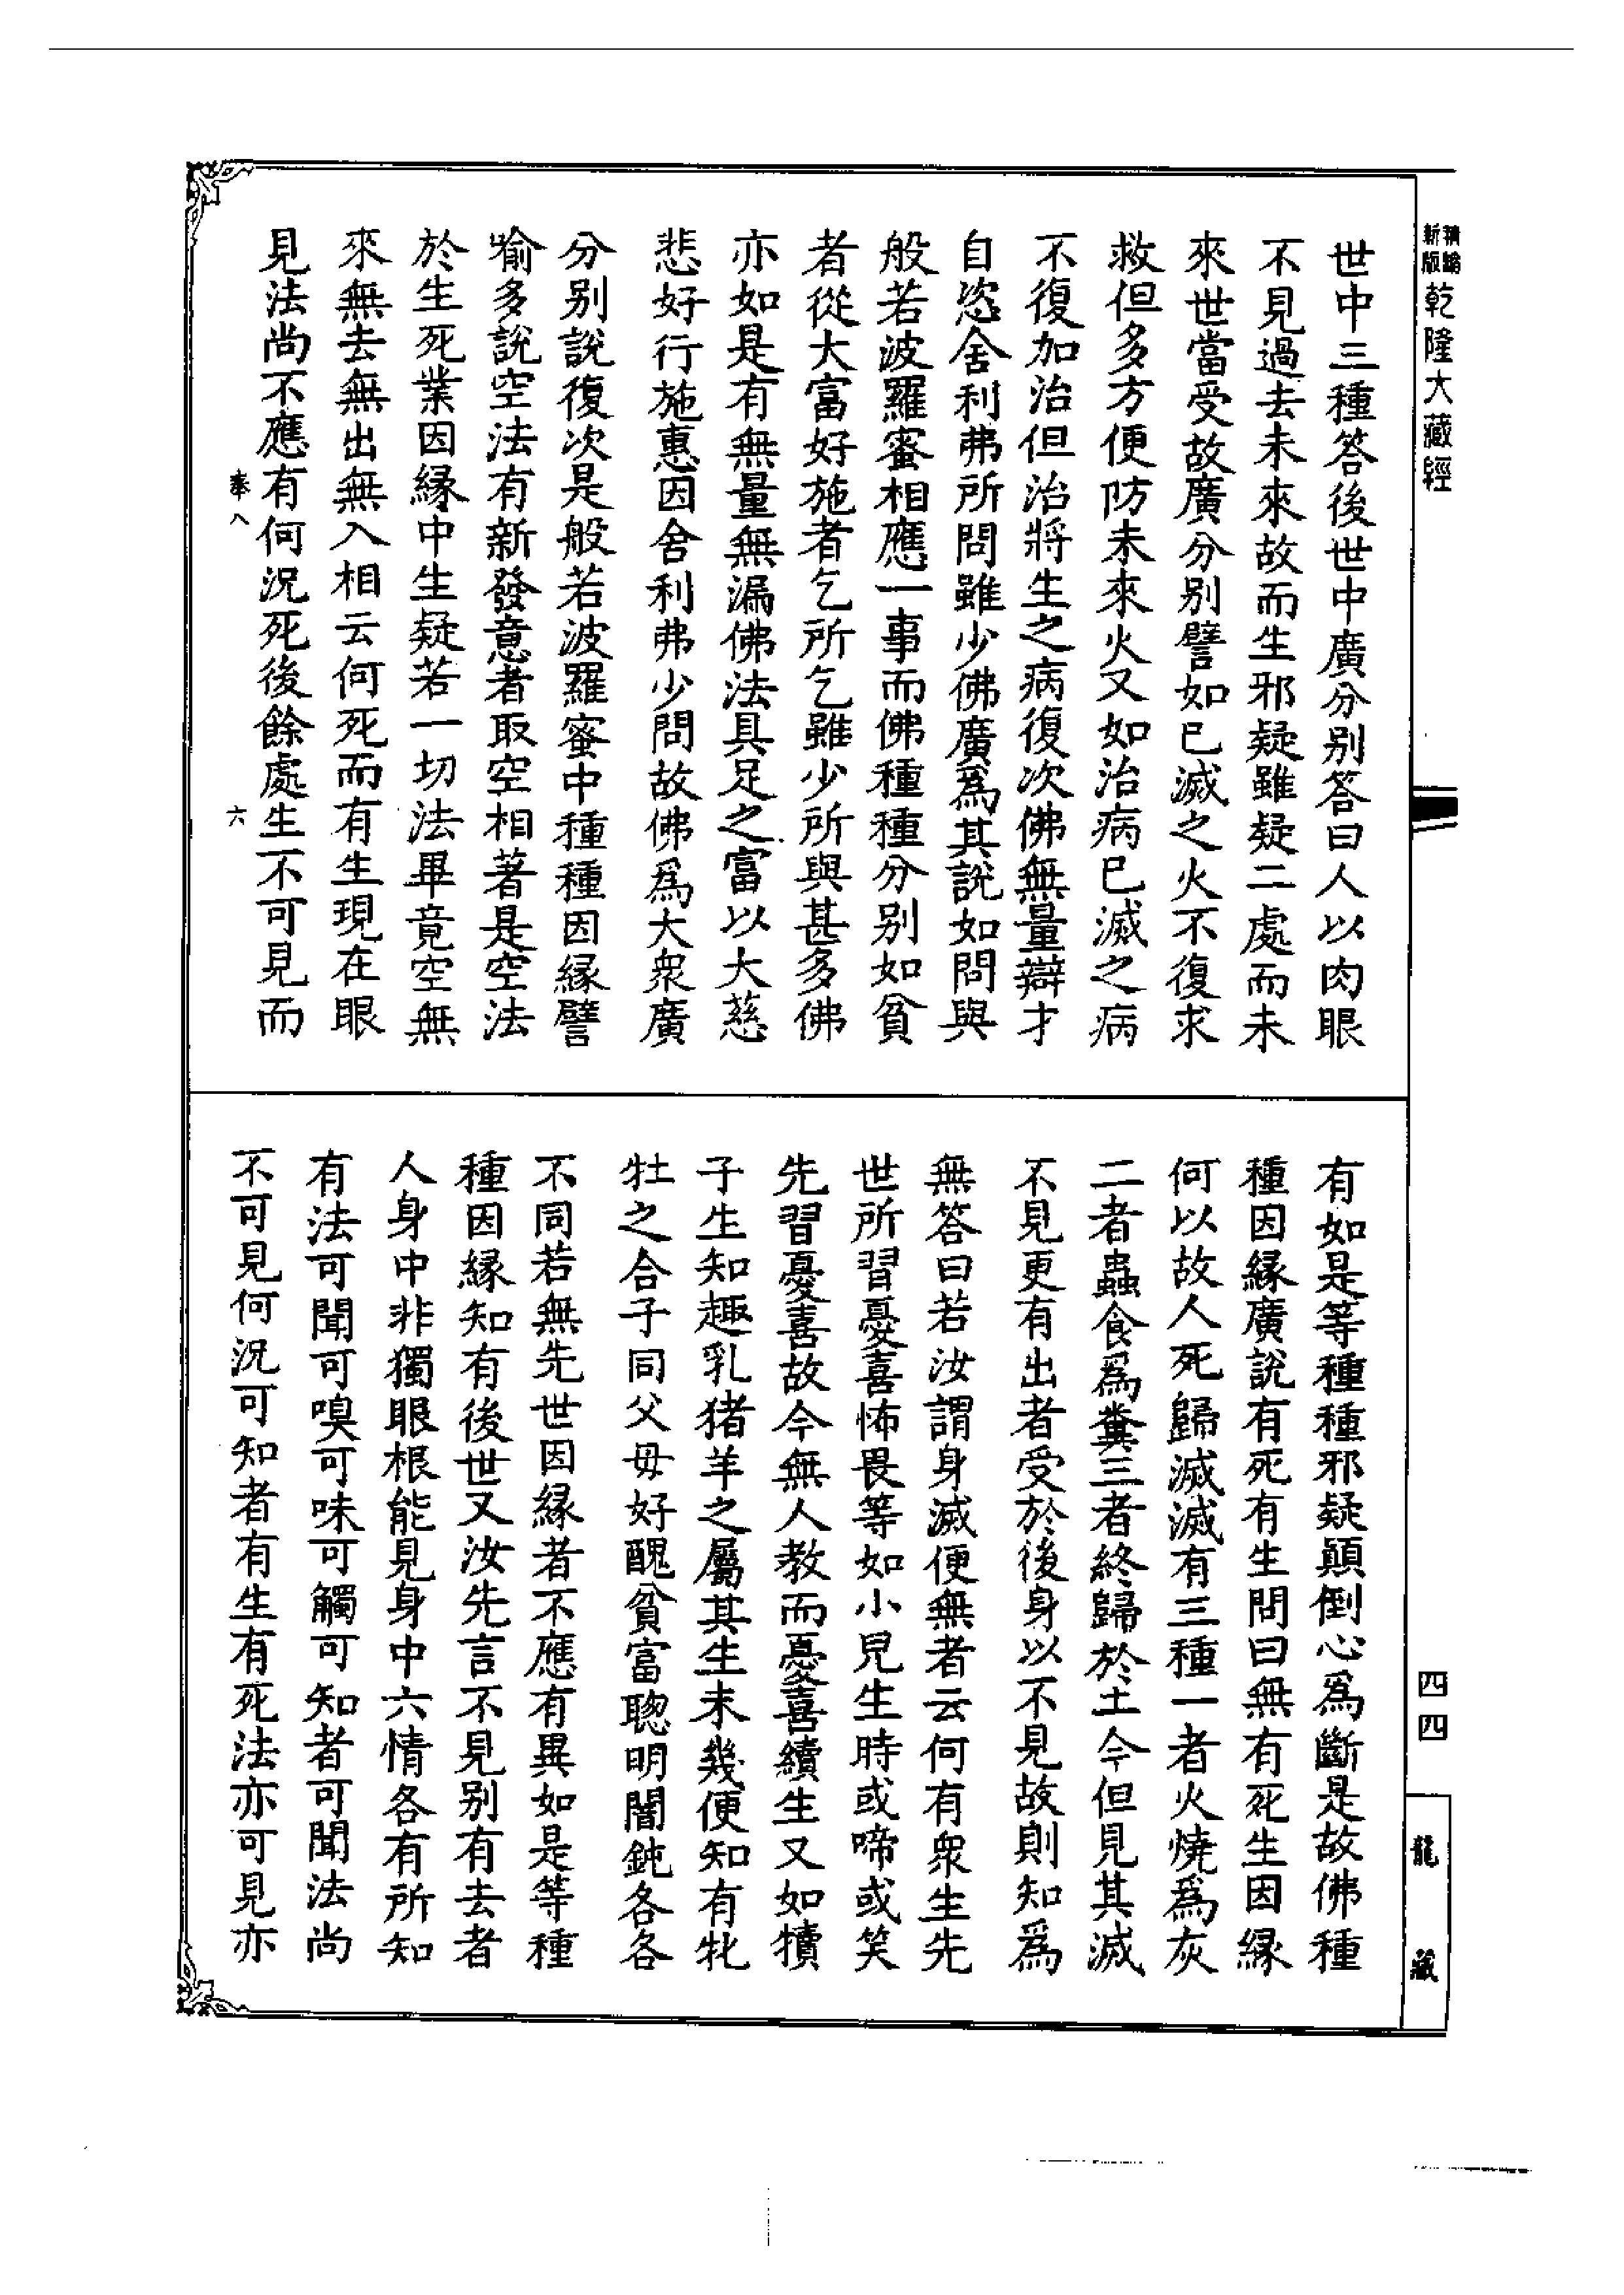 精編
新版
乾隆大藏經
世中三種答後世中廣分別答曰人以肉眼
不見過去未來故而生邪疑雖疑二處而未
來世當受故廣分別譬如已滅之火不復求
救但多方便防未來火又如治病已滅之病
不復加治但治將生之病復次佛無量辯才
自恣舍利弗所問雖少佛廣爲其說如問與
般若波羅蜜相應一事而佛種種分別如貧
者從大富好施者乞所乞雖少所與甚多佛
亦如是有無量無漏佛法具足之富以大慈
悲好行施惠因舍利弗少問故佛爲大衆廣
分別說復次是般若波羅蜜中種種因緣譬
喻多說空法有新發意者取空相著是空法
於生死業因緣中生疑若一切法畢竟空無
來無去無出無入相云何死而有生現在眼
見法尚不應有何況死後餘處生不可見而
奉八
六
有如是等種種邪疑顛倒心爲斷是故佛種
種因緣廣說有死有生問曰無有死生因緣
何以故人死歸滅滅有三種一者火燒爲灰
二者蟲食爲糞三者終歸於土今但見其滅
不見更有出者受於後身以不見故則知爲
無答曰若汝謂身滅便無者云何有衆生先
世所習憂喜怖畏等如小兒生時或啼或笑
先習憂喜故今無人教而憂喜續生又如犢
子生知趣乳猪羊之屬其生未幾便知有牝
牡之合子同父母好醜貧富聰明闇鈍各各
不同若無先世因緣者不應有異如是等種
種因緣知有後世又汝先言不見別有去者
人身中非獨眼根能見身中六情各有所知
有法可聞可嗅可味可觸可知者可聞法尚
不可見何況可知者有生有死法亦可見亦
四四
龍藏